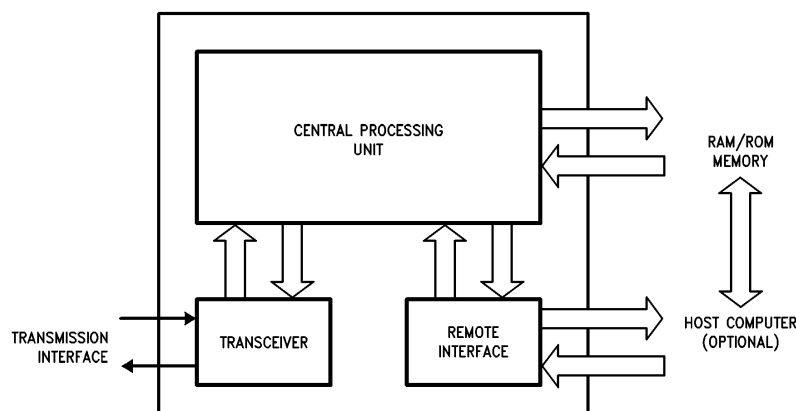 CENTRAL PROCESSING
UNIT
RAM/ROM
MEMORY
TRANSMISSION
INTERFACE
TRANSCEIVER
REMOTE
INTERFACE
HOST COMPUTER
(OPTIONAL)